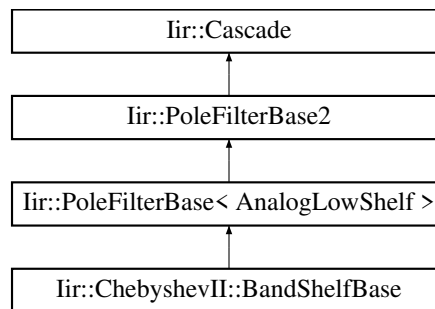 Iir::Cascade
Iir::PoleFilterBase2
Iir::PoleFilterBase< AnalogLowShelf >
Iir::ChebyshevII::BandShelfBase